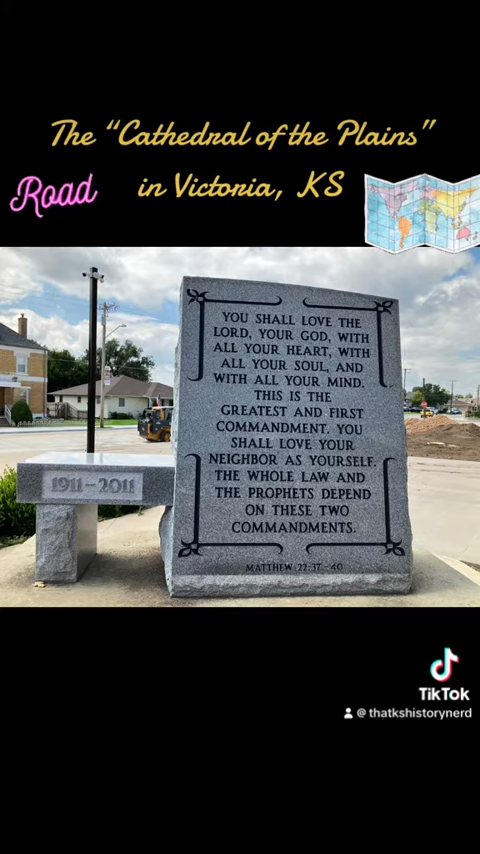 The “Cathedral of the Plains”
in Victoria, KS
Road
YOU SHALL LOVE THE
LORD, YOUR GOD, WITH
ALL YOUR HEART, WITH
ALL YOUR SOUL, AND
WITH ALL YOUR MIND.
THIS IS THE
GREATEST AND FIRST
COMMANDMENT. YOU
SHALL LOVE YOUR
NEIGHBOR AS YOURSELF.
THE WHOLE LAW AND
THE PROPHETS DEPEND
ON THESE TWO
COMMANDMENTS.
MATTHEW 22:37-40
1911-2011
TikTok
@ thatkshistorynerd